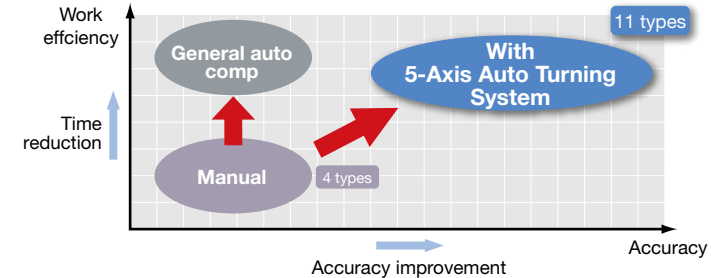 Work
effciency
11 types
General auto
comp
With
5-Axis Auto Turning
System
Time
reduction
Manual
4 types
Accuracy
Accuracy improvement